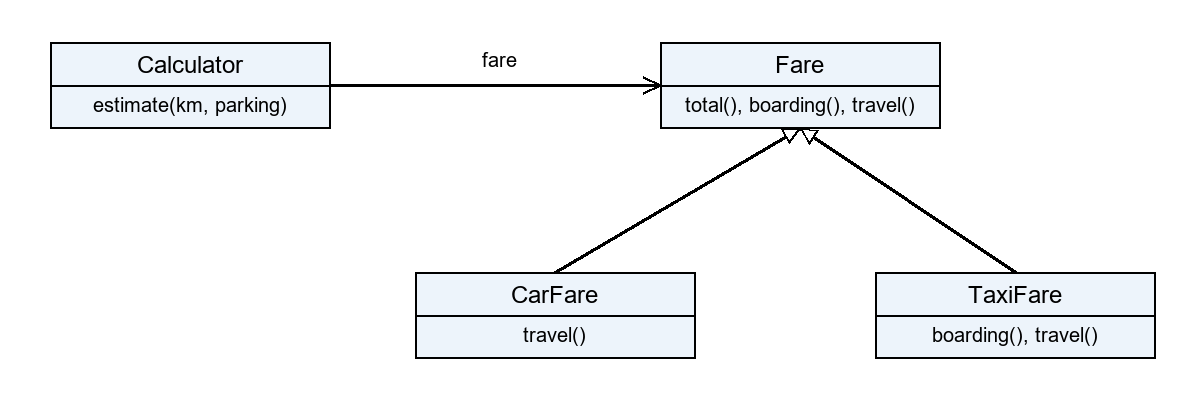 Calculator
estimate(km, parking)
fare
Fare
total(), boarding(), travel()
CarFare
travel()
TaxiFare
boarding(), travel()